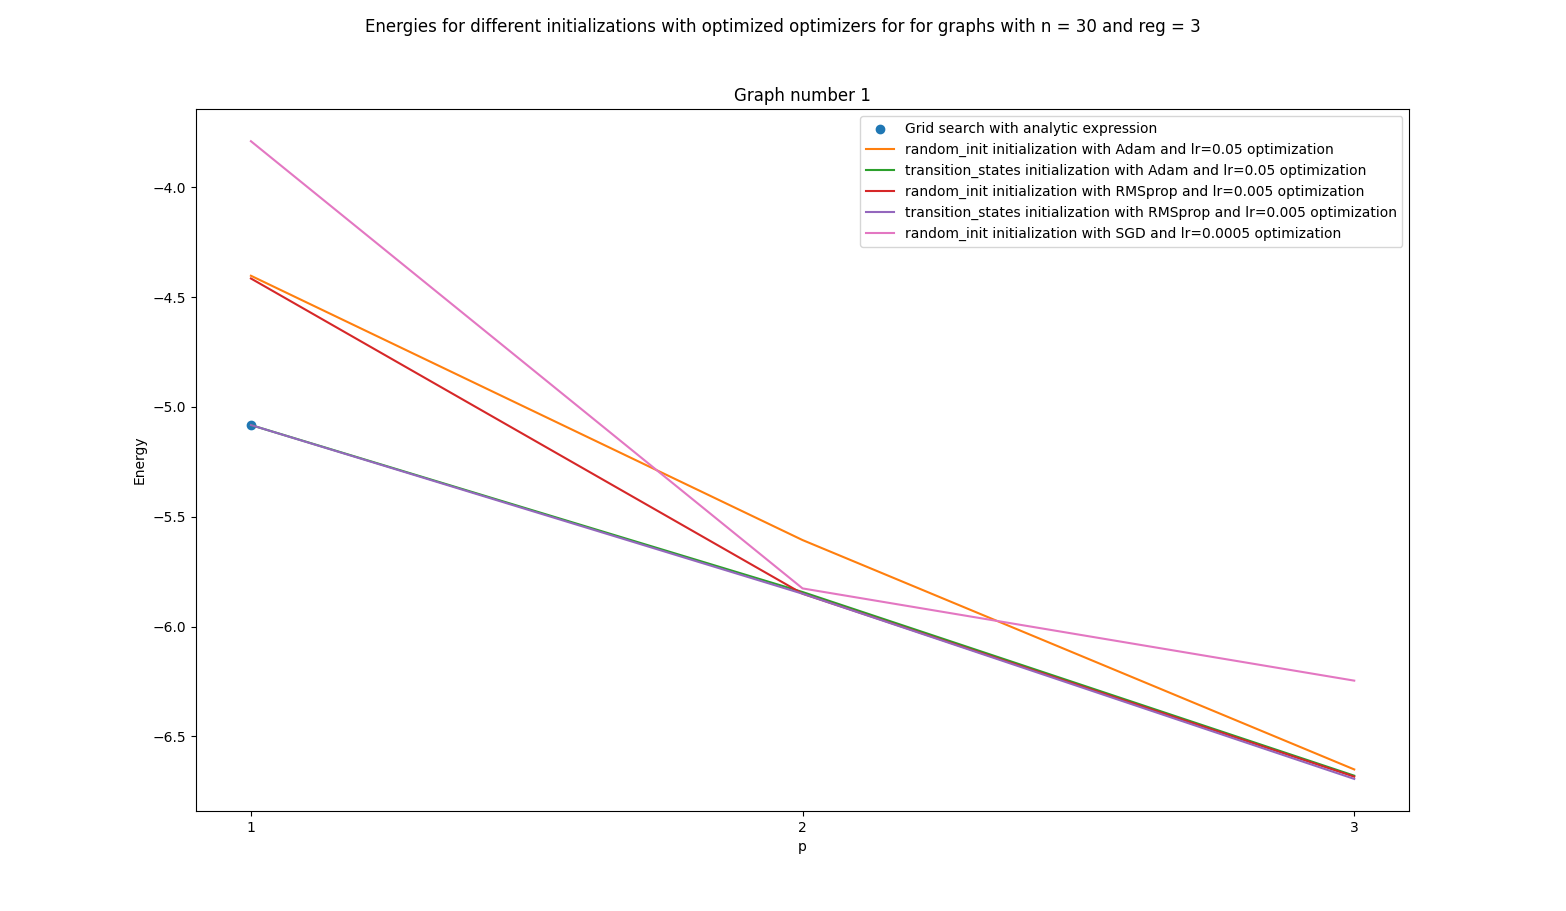 Energies for different initializations with optimized optimizers for for graphs with n = 30 and reg = 3
Graph number 1
Grid search with analytic expression
random_init initialization with Adam and lr=0.05 optimization
transition_states initialization with Adam and lr=0.05 optimization
random_init initialization with RMSprop and lr=0.005 optimization
transition_states initialization with RMSprop and lr=0.005 optimization
random_init initialization with SGD and lr=0.0005 optimization
−4.0
−4.5
−5.0
−5.5
−6.0
−6.5
Energy
1
2
3
p